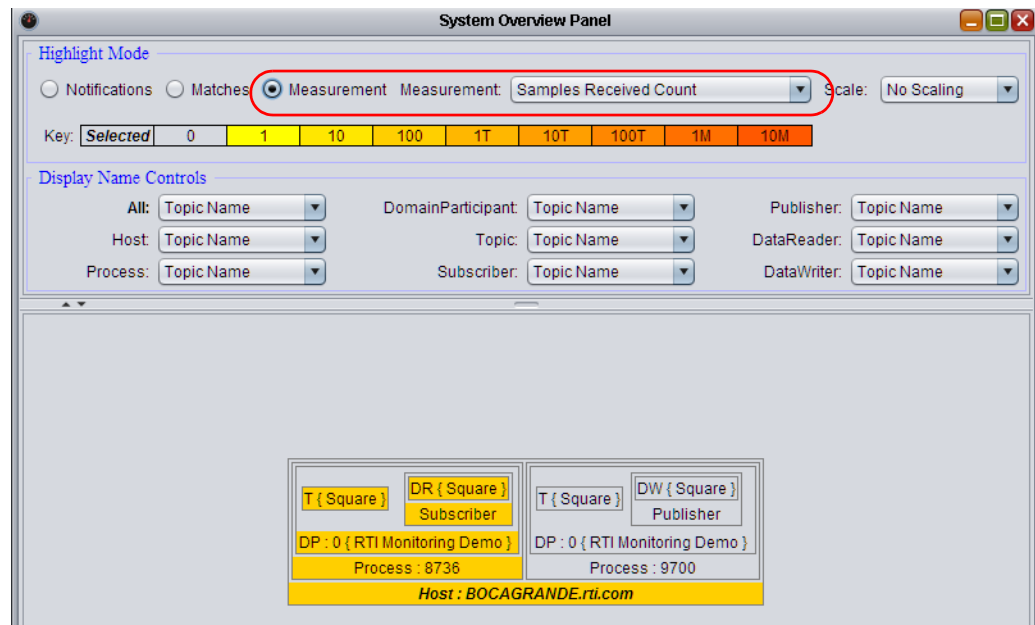 System Overview Panel
Highlight Mode
Notifications Matches Measurement Measurement: Samples Received Count Scale: No Scaling
Key: Selected 0 1 10 100 1T 10T 100T 1M 10M
Display Name Controls
All: Topic Name DomainParticipant: Topic Name Publisher: Topic Name
Host: Topic Name Topic: Topic Name DataReader: Topic Name
Process: Topic Name Subscriber: Topic Name DataWriter: Topic Name
T { Square } DR { Square } T { Square } DW { Square }
Subscriber Publisher
DP : 0 { RTI Monitoring Demo } DP : 0 { RTI Monitoring Demo }
Process : 8736 Process : 9700
Host : BOCAGRANDE.rti.com